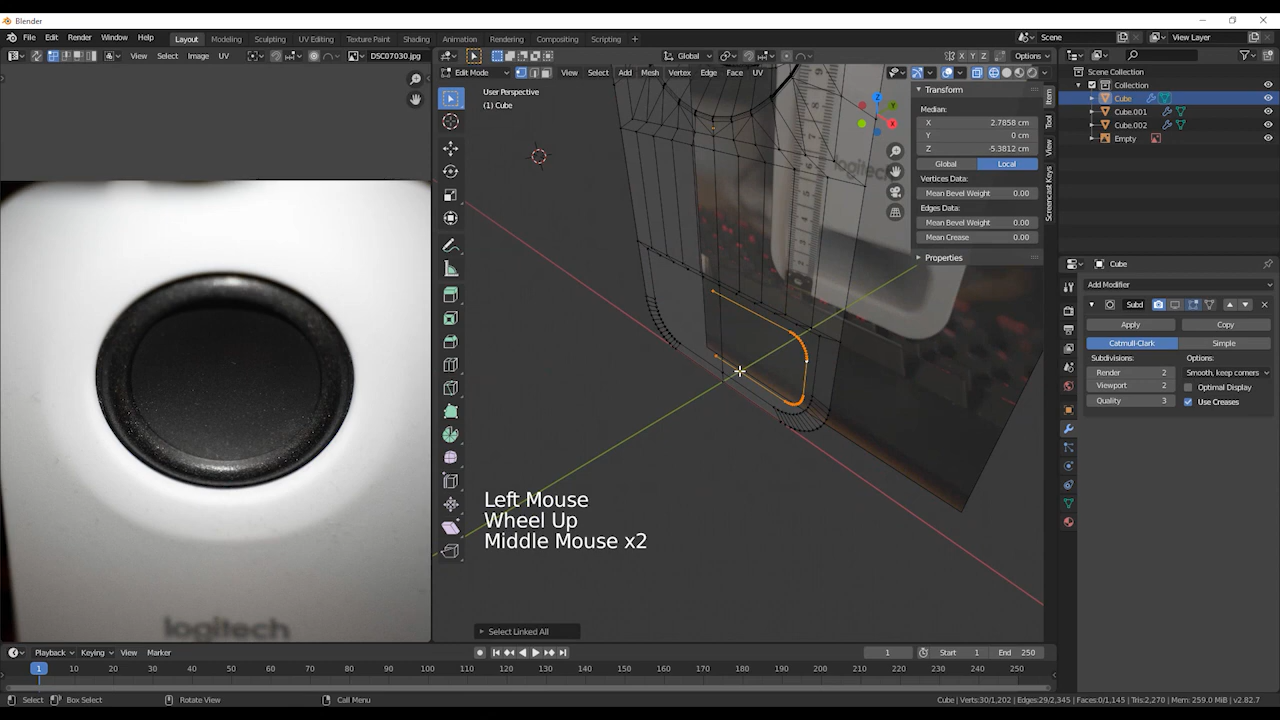 Blender
File Edit Render Window Help Layout Modeling Sculpting UV Editing Texture Paint Shading Animation Rendering Compositing Scripting + Scene View Layer
View Select Image UV DSC07030.jpg Global Options
Edit Mode View Select Add Mesh Vertex Edge Face UV
User Perspective
(1) Cube
Transform
Median:
X 2.7858 cm
Y 0 cm
Z -5.3812 cm
Global Local
Vertices Data:
Mean Bevel Weight 0.00
Edges Data:
Mean Bevel Weight 0.00
Mean Crease 0.00
Properties
Item
Tool
View
Screencast Keys
logitech
Scene Collection
Collection
Cube
Cube.001
Cube.002
Empty
Cube
Add Modifier
Subd
Apply Copy
Catmull-Clark Simple
Subdivisions: Options:
Render 2 Smooth, keep corners
Viewport 2 Optimal Display
Quality 3 Use Creases
Left Mouse
Wheel Up
Middle Mouse x2
logitech
Select Linked All
Playback Keying View Marker 1 Start 1 End 250
1 10 20 30 40 50 60 70 80 90 100 110 120 130 140 150 160 170 180 190 200 210 220 230 240 250
Select Box Select Rotate View Call Menu Cube | Verts:30/1,202 | Edges:29/2,345 | Faces:0/1,145 | Tris:2,270 | Mem: 259.0 MiB | v2.82.7